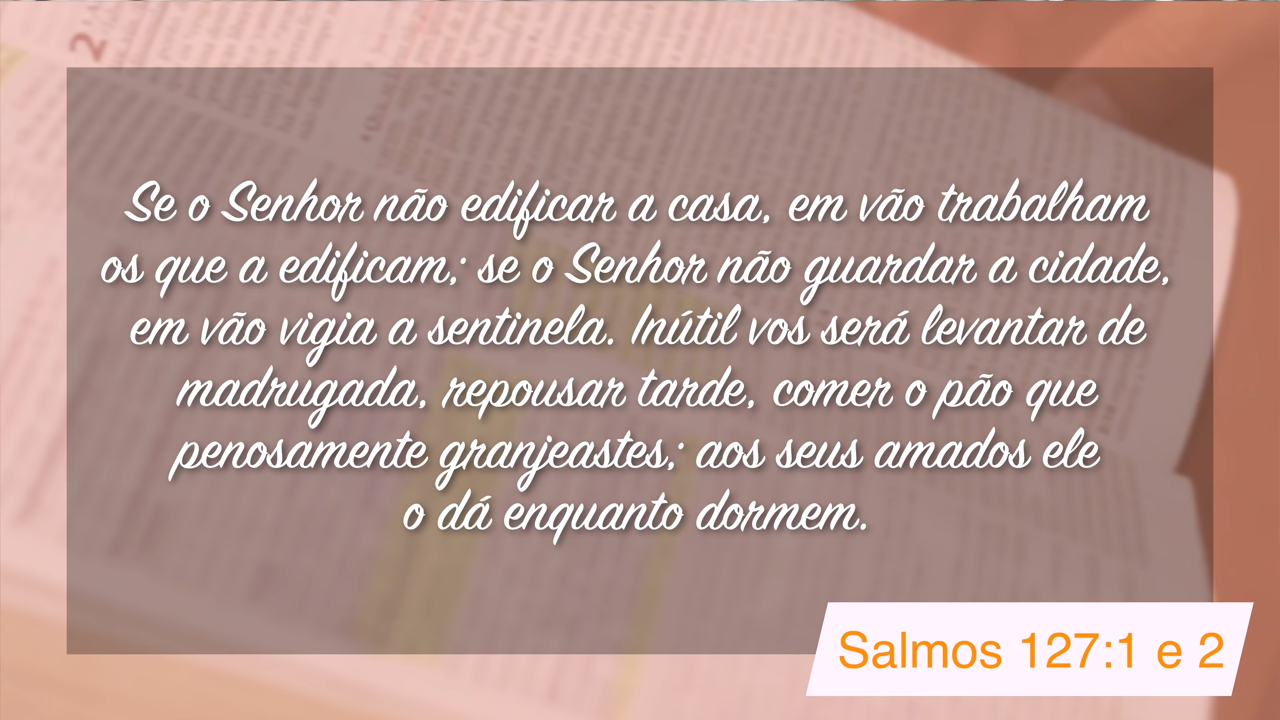 2
Se o Senhor não edificar a casa, em vão trabalham
os que a edificam; se o Senhor não guardar a cidade,
em vão vigia a sentinela. Inútil vos será levantar de
madrugada, repousar tarde, comer o pão que
penosamente granjeastes; aos seus amados ele
o dá enquanto dormem.
Salmos 127:1 e 2